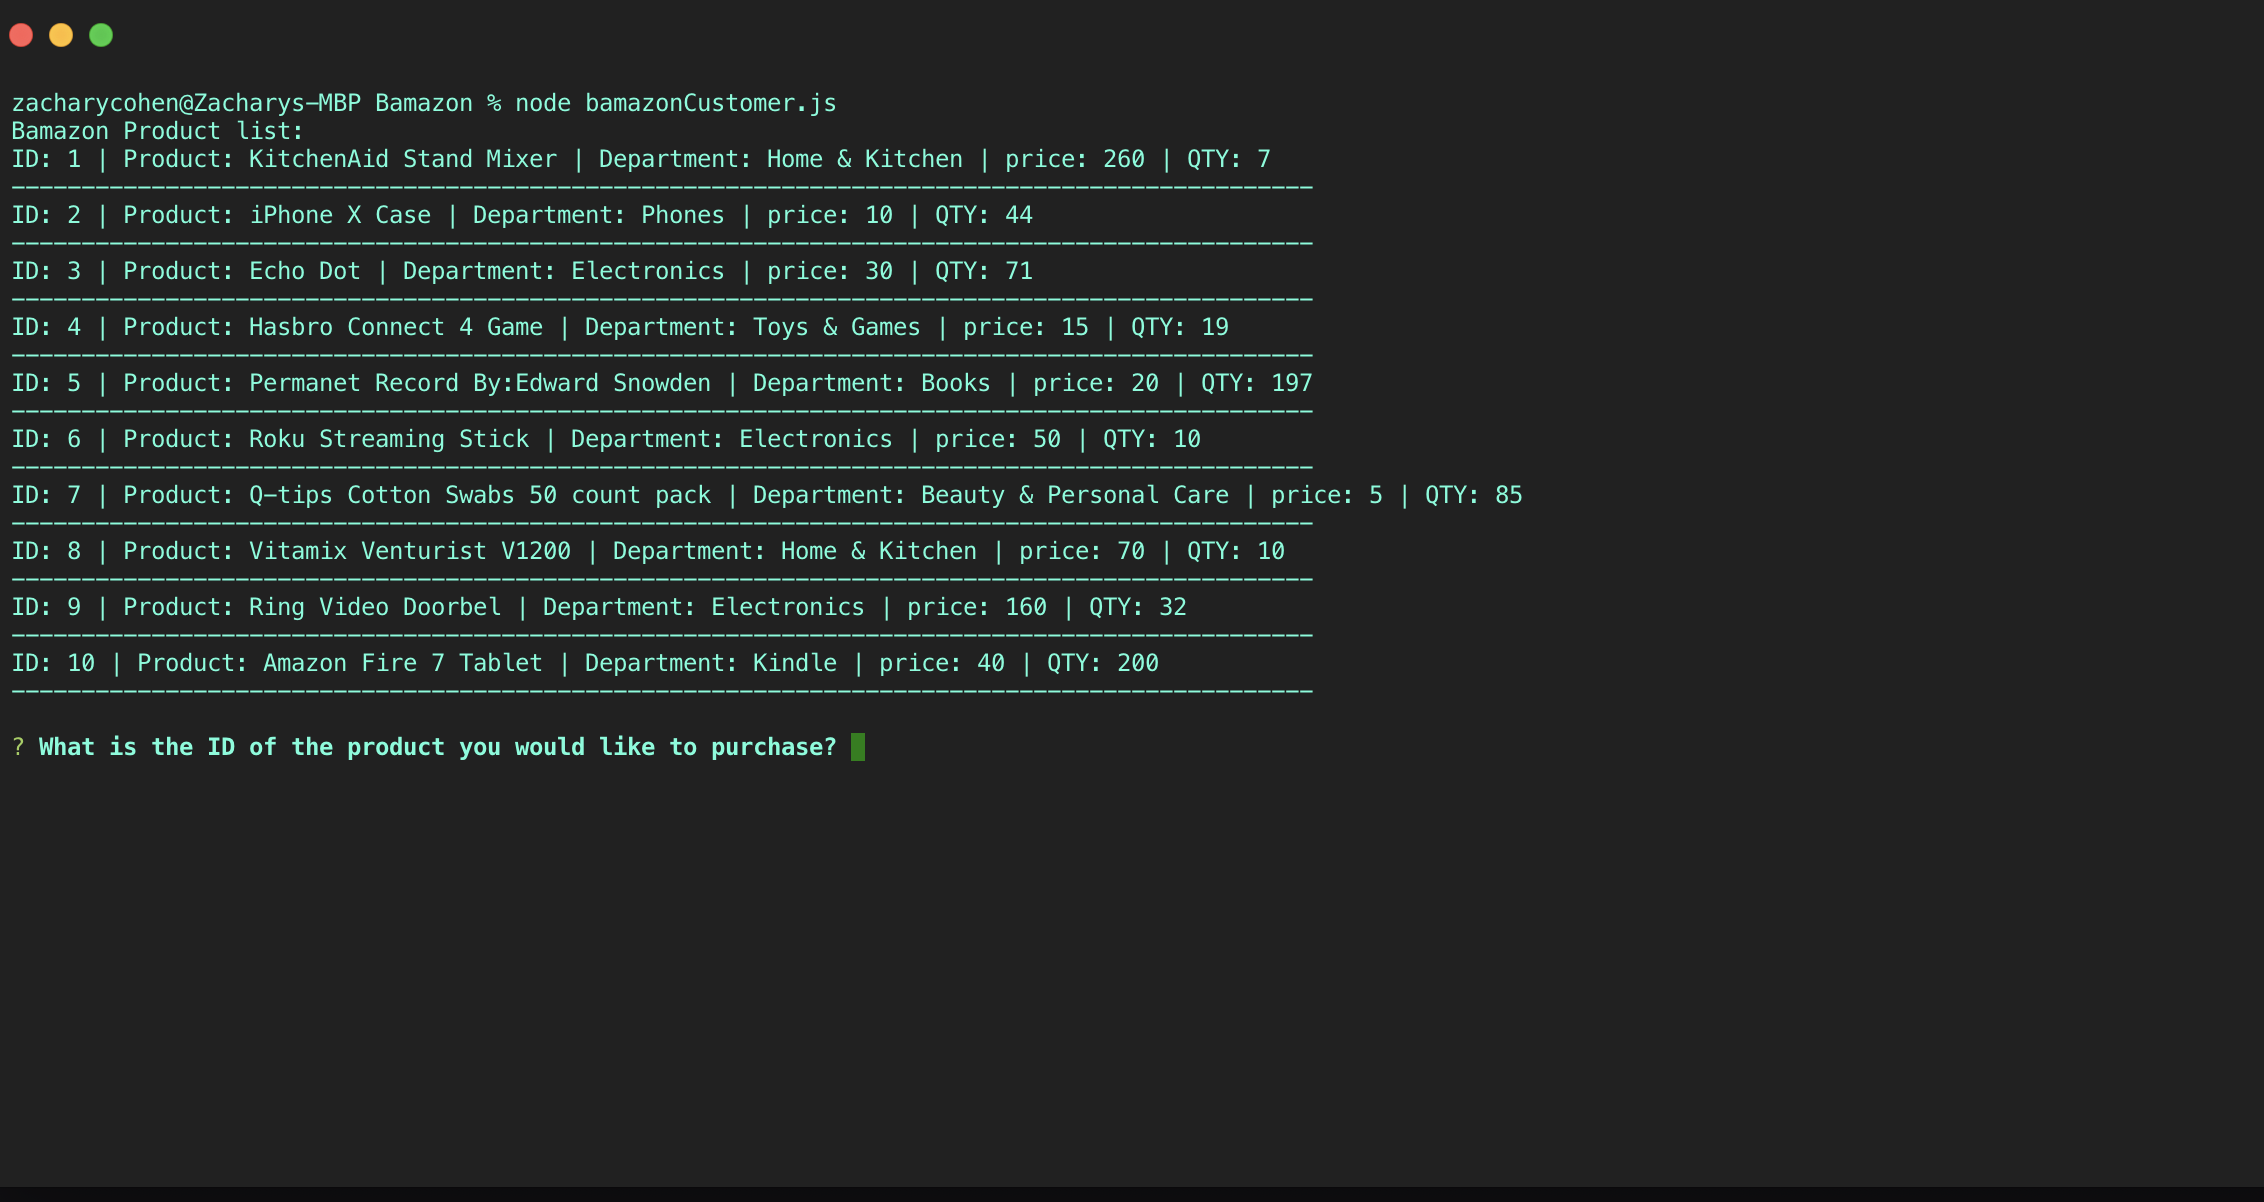 zacharycohen@Zacharys-MBP Bamazon % node bamazonCustomer.js
Bamazon Product list:
ID: 1 | Product: KitchenAid Stand Mixer | Department: Home & Kitchen | price: 260 | QTY: 7
---------------------------------------------------------------------------------------------
ID: 2 | Product: iPhone X Case | Department: Phones | price: 10 | QTY: 44
---------------------------------------------------------------------------------------------
ID: 3 | Product: Echo Dot | Department: Electronics | price: 30 | QTY: 71
---------------------------------------------------------------------------------------------
ID: 4 | Product: Hasbro Connect 4 Game | Department: Toys & Games | price: 15 | QTY: 19
---------------------------------------------------------------------------------------------
ID: 5 | Product: Permanet Record By:Edward Snowden | Department: Books | price: 20 | QTY: 197
---------------------------------------------------------------------------------------------
ID: 6 | Product: Roku Streaming Stick | Department: Electronics | price: 50 | QTY: 10
---------------------------------------------------------------------------------------------
ID: 7 | Product: Q-tips Cotton Swabs 50 count pack | Department: Beauty & Personal Care | price: 5 | QTY: 85
---------------------------------------------------------------------------------------------
ID: 8 | Product: Vitamix Venturist V1200 | Department: Home & Kitchen | price: 70 | QTY: 10
---------------------------------------------------------------------------------------------
ID: 9 | Product: Ring Video Doorbel | Department: Electronics | price: 160 | QTY: 32
---------------------------------------------------------------------------------------------
ID: 10 | Product: Amazon Fire 7 Tablet | Department: Kindle | price: 40 | QTY: 200
---------------------------------------------------------------------------------------------
? What is the ID of the product you would like to purchase?